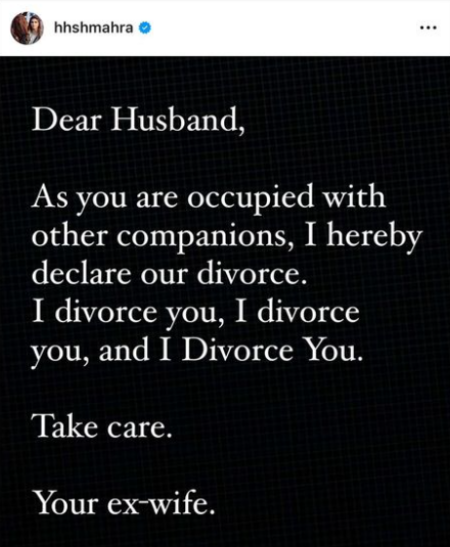 hhshmahra
Dear Husband,
As you are occupied with
other companions, I hereby
declare our divorce.
I divorce you, I divorce
you, and I Divorce You.
Take care.
Your ex-wife.